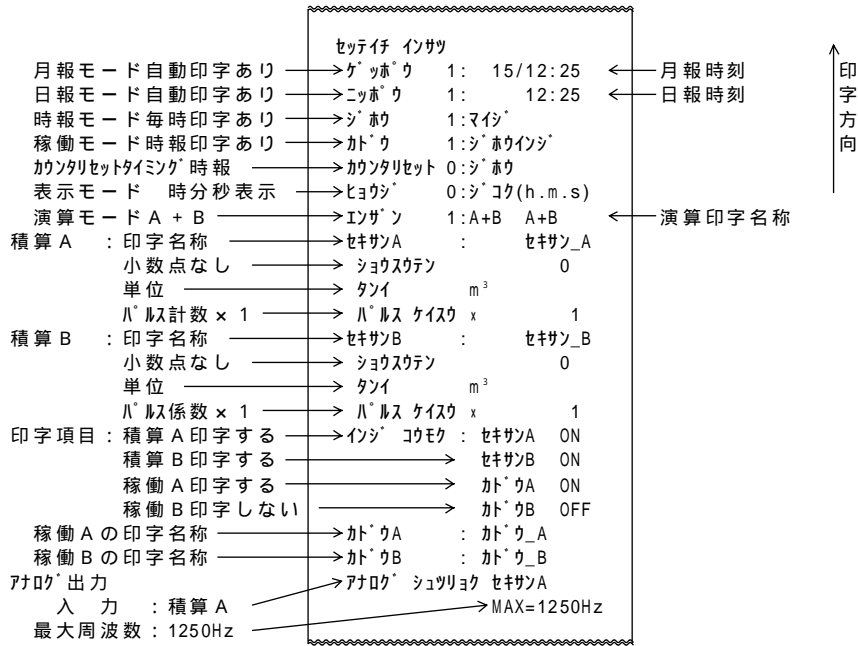 ｾｯﾃｲﾁ ｲﾝｻﾂ
月報モード自動印字あり ｹﾞｯﾎﾟｳ 1: 15/12:25 月報時刻
日報モード自動印字あり ﾆｯﾎﾟｳ 1: 12:25 日報時刻
時報モード毎時印字あり ｼﾞﾎｳ 1:ﾏｲｼﾞ
稼働モード時報印字あり ｶﾄﾞｳ 1:ｼﾞﾎｳｲﾝｼﾞ
ｶｳﾝﾀﾘｾｯﾄﾀｲﾐﾝｸﾞ時報 ｶｳﾝﾀﾘｾｯﾄ 0:ｼﾞﾎｳ
表示モード 時分秒表示 ﾋｮｳｼﾞ 0:ｼﾞｺｸ(h.m.s)
演算モードA+B ｴﾝｻﾞﾝ 1:A+B A+B 演算印字名称
積算A :印字名称 ｾｷｻﾝA : ｾｷｻﾝ_A
小数点なし ｼｮｳｽｳﾃﾝ 0
単位 ﾀﾝｲ m³
ﾊﾟﾙｽ計数×1 ﾊﾟﾙｽ ｹｲｽｳ x 1
積算B :印字名称 ｾｷｻﾝB : ｾｷｻﾝ_B
小数点なし ｼｮｳｽｳﾃﾝ 0
単位 ﾀﾝｲ m³
ﾊﾟﾙｽ係数×1 ﾊﾟﾙｽ ｹｲｽｳ x 1
印字項目:積算A印字する ｲﾝｼﾞ ｺｳﾓｸ : ｾｷｻﾝA ON
積算B印字する ｾｷｻﾝB ON
稼働A印字する ｶﾄﾞｳA ON
稼働B印字しない ｶﾄﾞｳB OFF
稼働Aの印字名称 ｶﾄﾞｳA : ｶﾄﾞｳ_A
稼働Bの印字名称 ｶﾄﾞｳB : ｶﾄﾞｳ_B
ｱﾅﾛｸﾞ出力 ｱﾅﾛｸﾞ ｼｭﾂﾘｮｸ ｾｷｻﾝA
入 力 :積算A MAX=1250Hz
最大周波数:1250Hz
印字方向